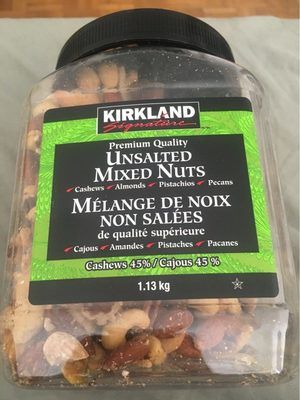 KIRKLAND
Signature
Premium Quality
UNSALTED
MIXED NUTS
Cashews Almonds Pistachios Pecans
MÉLANGE DE NOIX
NON SALÉES
de qualité supérieure
Cajous Amandes Pistaches Pacanes
Cashews 45% / Cajous 45 %
1.13 kg